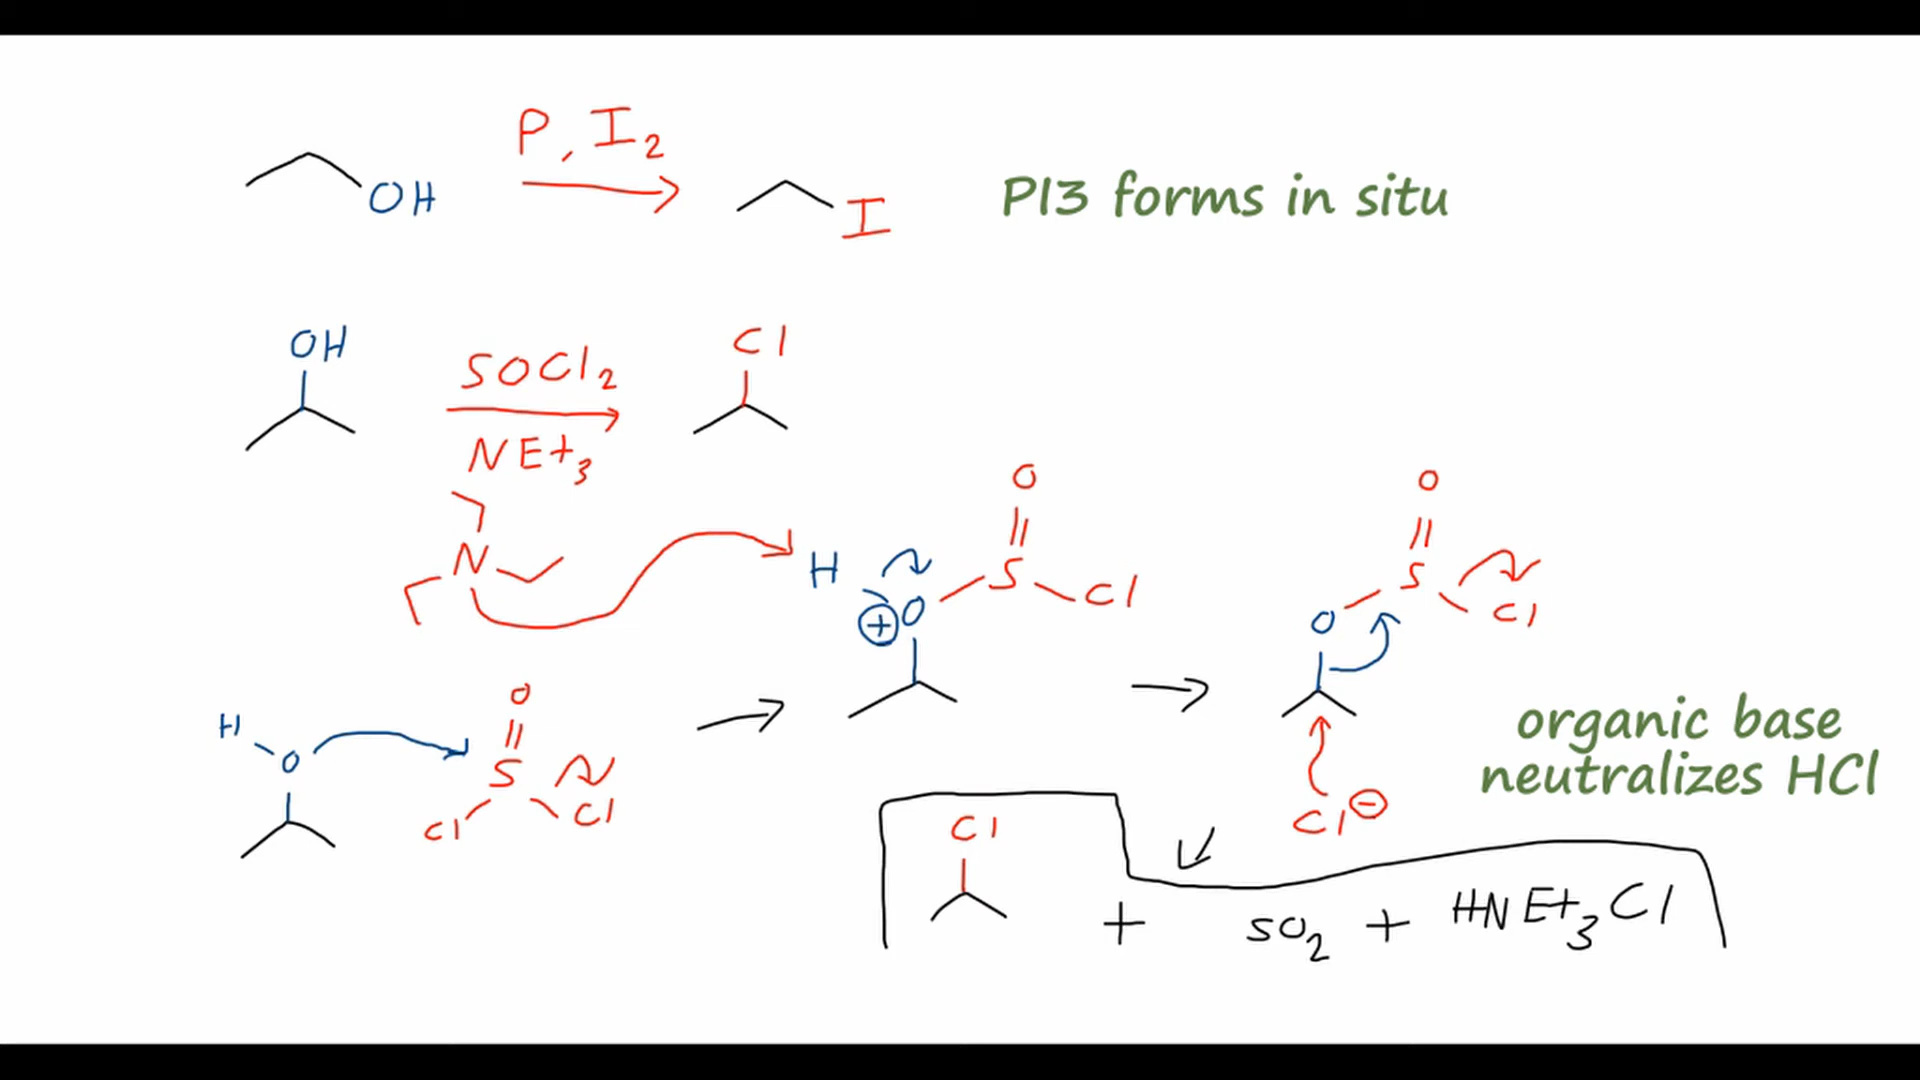 P, I2
OH
I
PI3 forms in situ
OH
SOCl2
NEt3
Cl
N
H
O
⊕
O
S
Cl
O
S
Cl
O
H
O
O
S
Cl
Cl
Cl⊖
organic base
neutralizes HCl
Cl
+ SO2 + HNEt3Cl